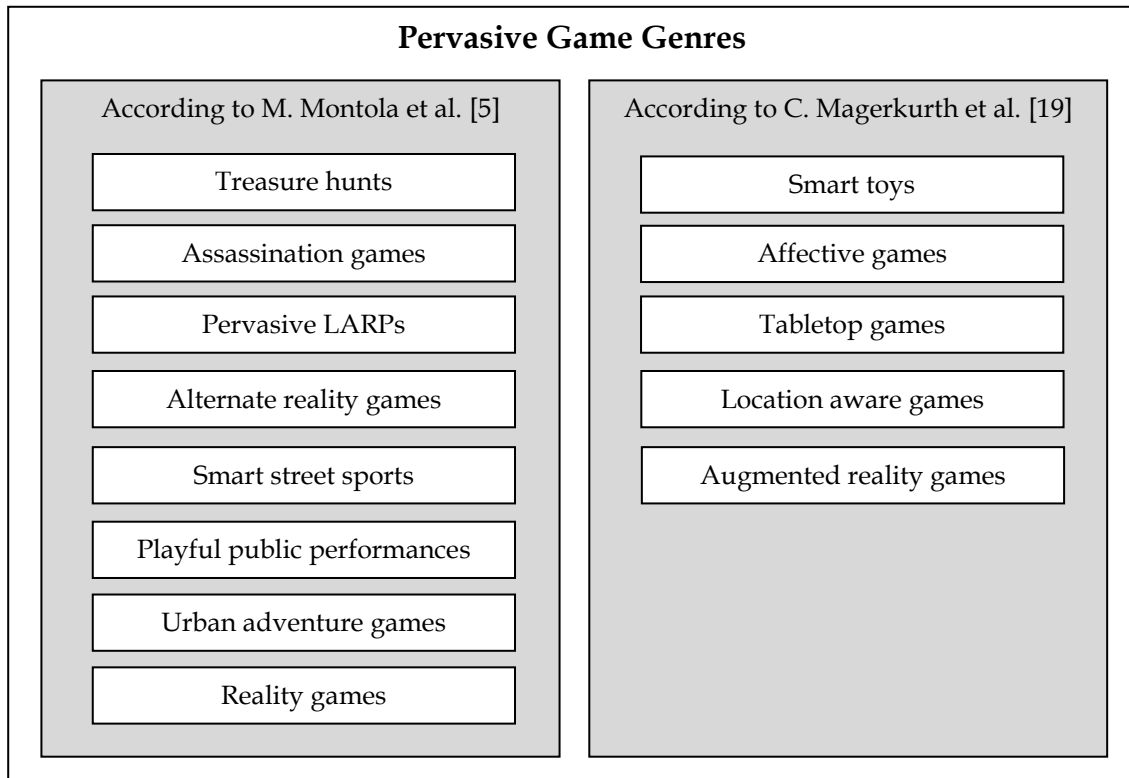 Pervasive Game Genres
According to M. Montola et al. [5]
Treasure hunts
Assassination games
Pervasive LARPs
Alternate reality games
Smart street sports
Playful public performances
Urban adventure games
Reality games
According to C. Magerkurth et al. [19]
Smart toys
Affective games
Tabletop games
Location aware games
Augmented reality games